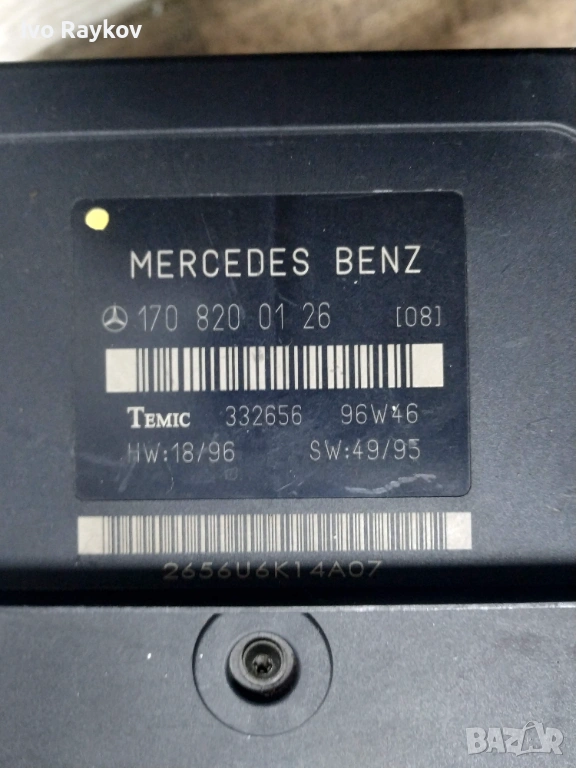 Ivo Raykov
MERCEDES BENZ
170 820 01 26 [08]
TEMIC 332656 96W46
HW:18/96 SW:49/95
2656U6K14A07
BAZAR